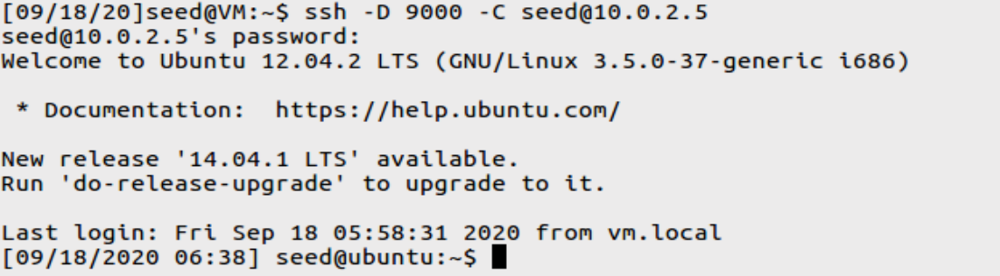 [09/18/20]seed@VM:~$ ssh -D 9000 -C seed@10.0.2.5
seed@10.0.2.5's password:
Welcome to Ubuntu 12.04.2 LTS (GNU/Linux 3.5.0-37-generic i686)
* Documentation:  https://help.ubuntu.com/
New release '14.04.1 LTS' available.
Run 'do-release-upgrade' to upgrade to it.
Last login: Fri Sep 18 05:58:31 2020 from vm.local
[09/18/2020 06:38] seed@ubuntu:~$